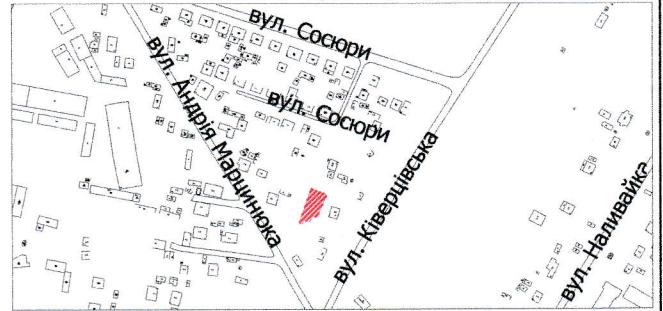 вул. Сосюри
вул. Андрія Марцинюка
вул. Сосюри
вул. Ківерцівська
вул. Наливайка